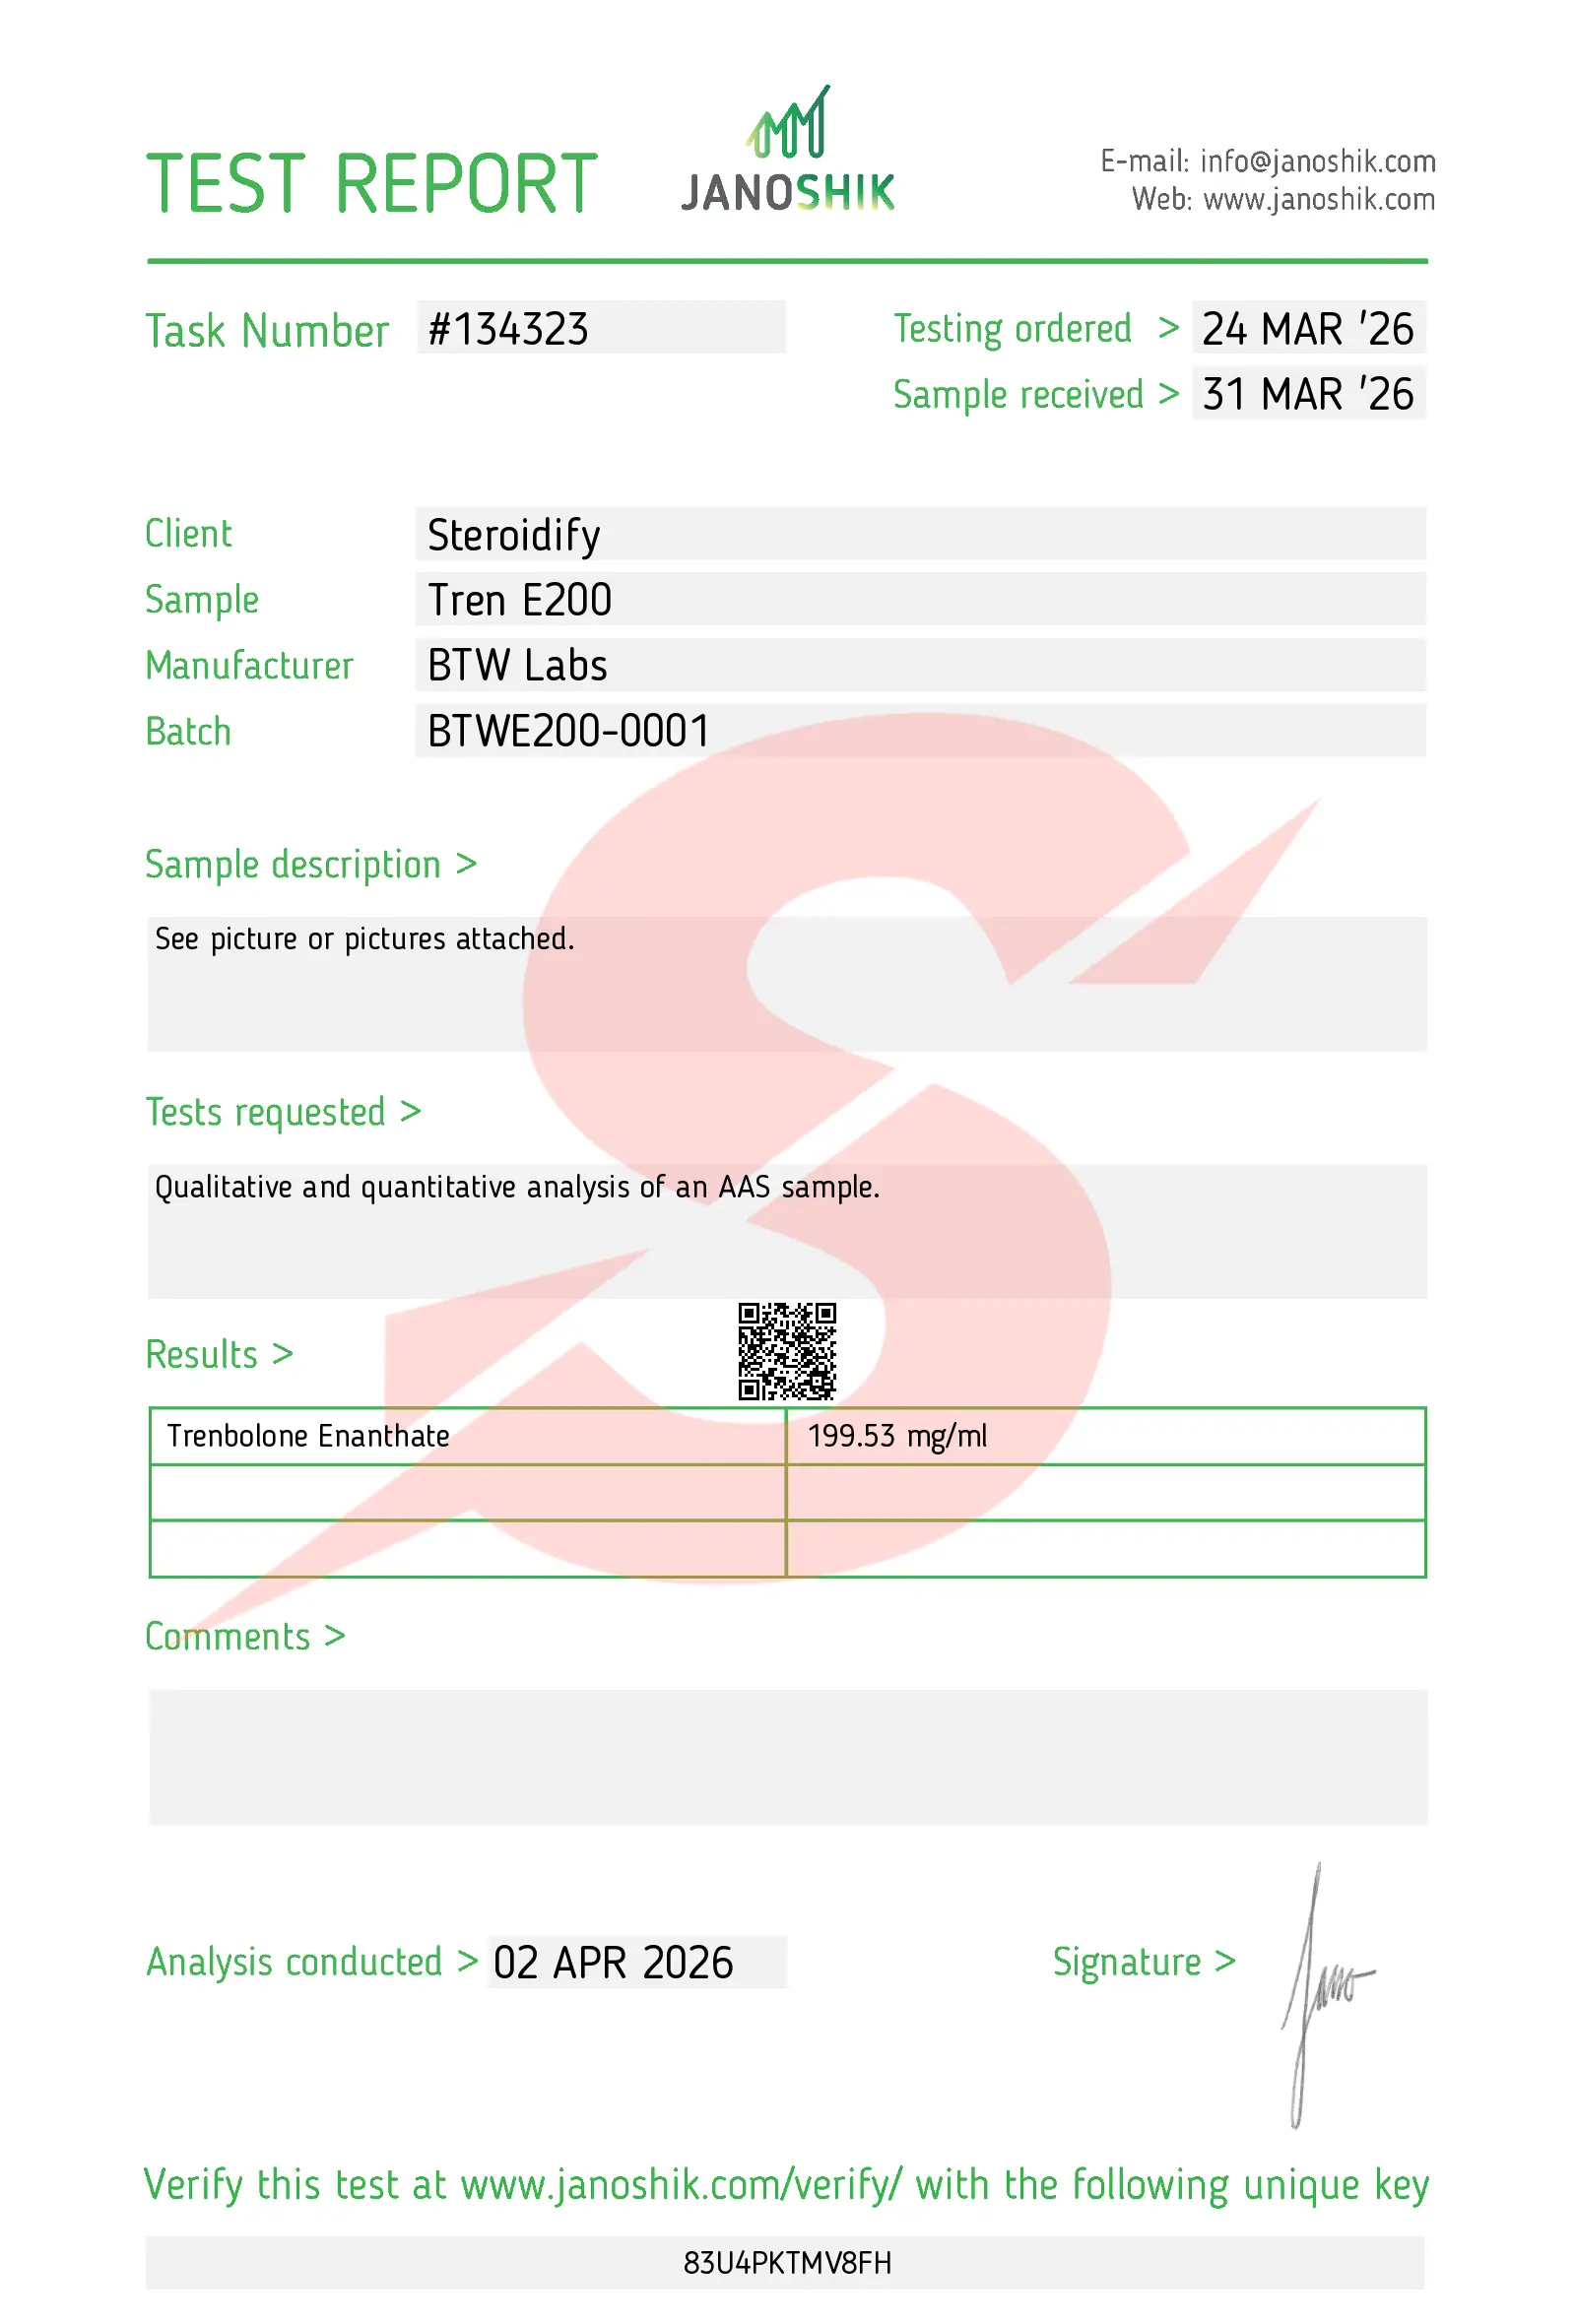 TEST REPORT
JANOSHIK
E-mail: info@janoshik.com
Web: www.janoshik.com
Task Number #134323
Testing ordered > 24 MAR '26
Sample received > 31 MAR '26
Client Steroidify
Sample Tren E200
Manufacturer BTW Labs
Batch BTWE200-0001
Sample description >
See picture or pictures attached.
Tests requested >
Qualitative and quantitative analysis of an AAS sample.
Results >
Trenbolone Enanthate 199.53 mg/ml
Comments >
Analysis conducted > 02 APR 2026
Signature > Jano
Verify this test at www.janoshik.com/verify/ with the following unique key
83U4PKTMV8FH